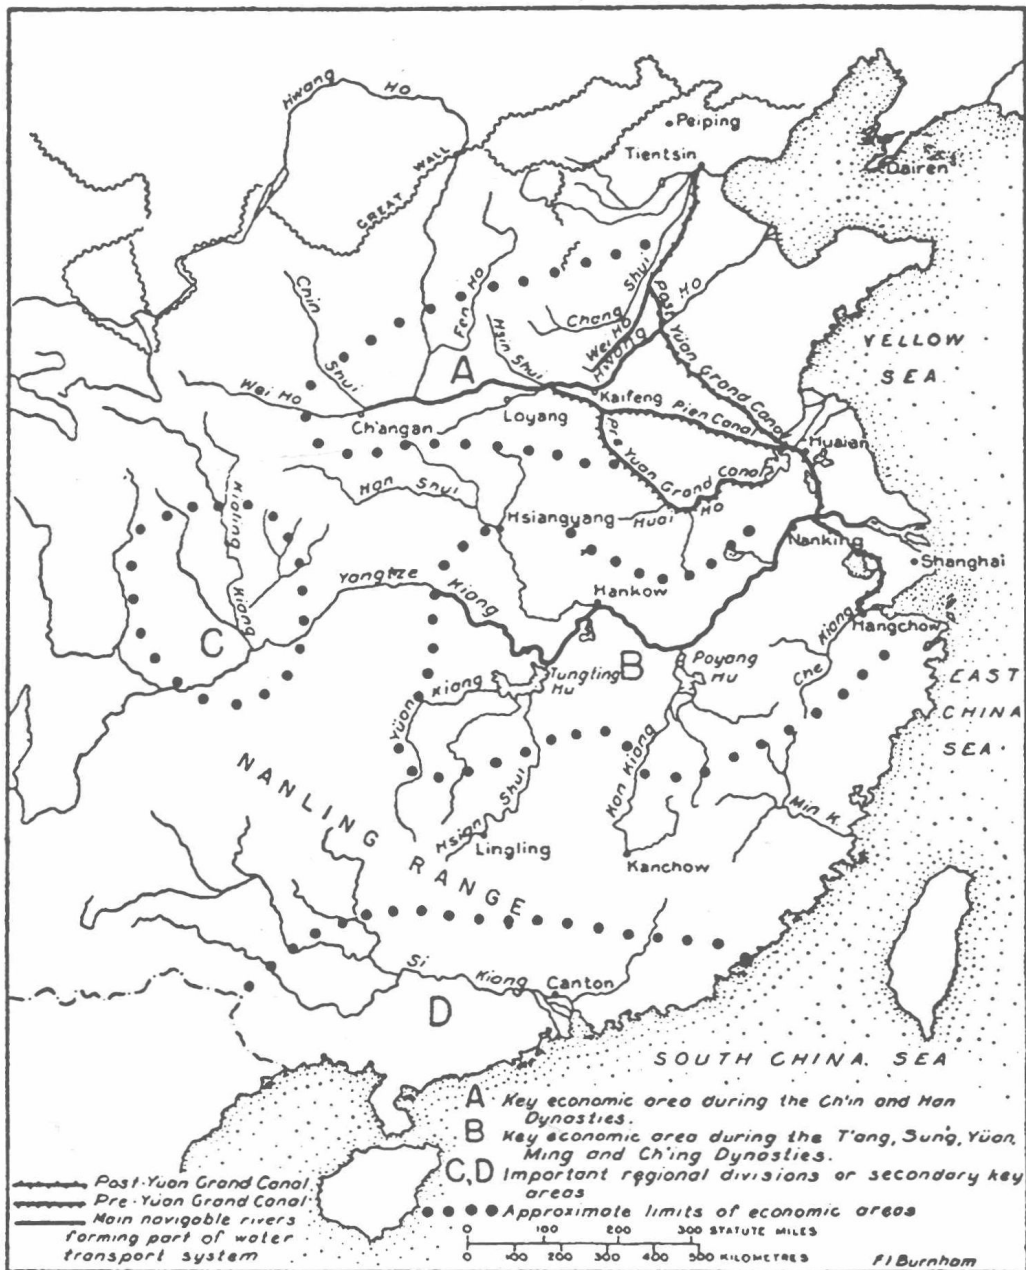 Hwang Ho
Peiping
Tientsin
Dairen
GREAT WALL
Fen Ho
Chin Shui
Hsin Shui
Chang
Shui
Wei Ho
Hwang Ho
Post Yüan Grand Canal
YELLOW
SEA
A
Wei Ho
Ch'angan
Loyang
Kaifeng
Pien Canal
Pre Yüan Grand Canal
Huaian
Han Shui
Hsiangyang
Huai Ho
Kialing Kiang
Nanking
Shanghai
Yangtze Kiang
Hankow
Hangchow
C
B
Che Kiang
Tungting
Hu
Poyang
Hu
EAST
CHINA
SEA
Yüan Kiang
NANLING RANGE
Hsian Shui
Kan Kiang
Min K.
Lingling
Kanchow
Si Kiang
Canton
D
SOUTH CHINA SEA
A Key economic area during the Ch'in and Han
Dynasties.
B Key economic area during the T'ang, Sung, Yüan,
Ming and Ch'ing Dynasties.
C,D Important regional divisions or secondary key
areas
Approximate limits of economic areas
Post-Yüan Grand Canal
Pre-Yüan Grand Canal
Main navigable rivers
forming part of water
transport system
0 100 200 300 STATUTE MILES
0 100 200 400 500 KILOMETRES
F I Burnham